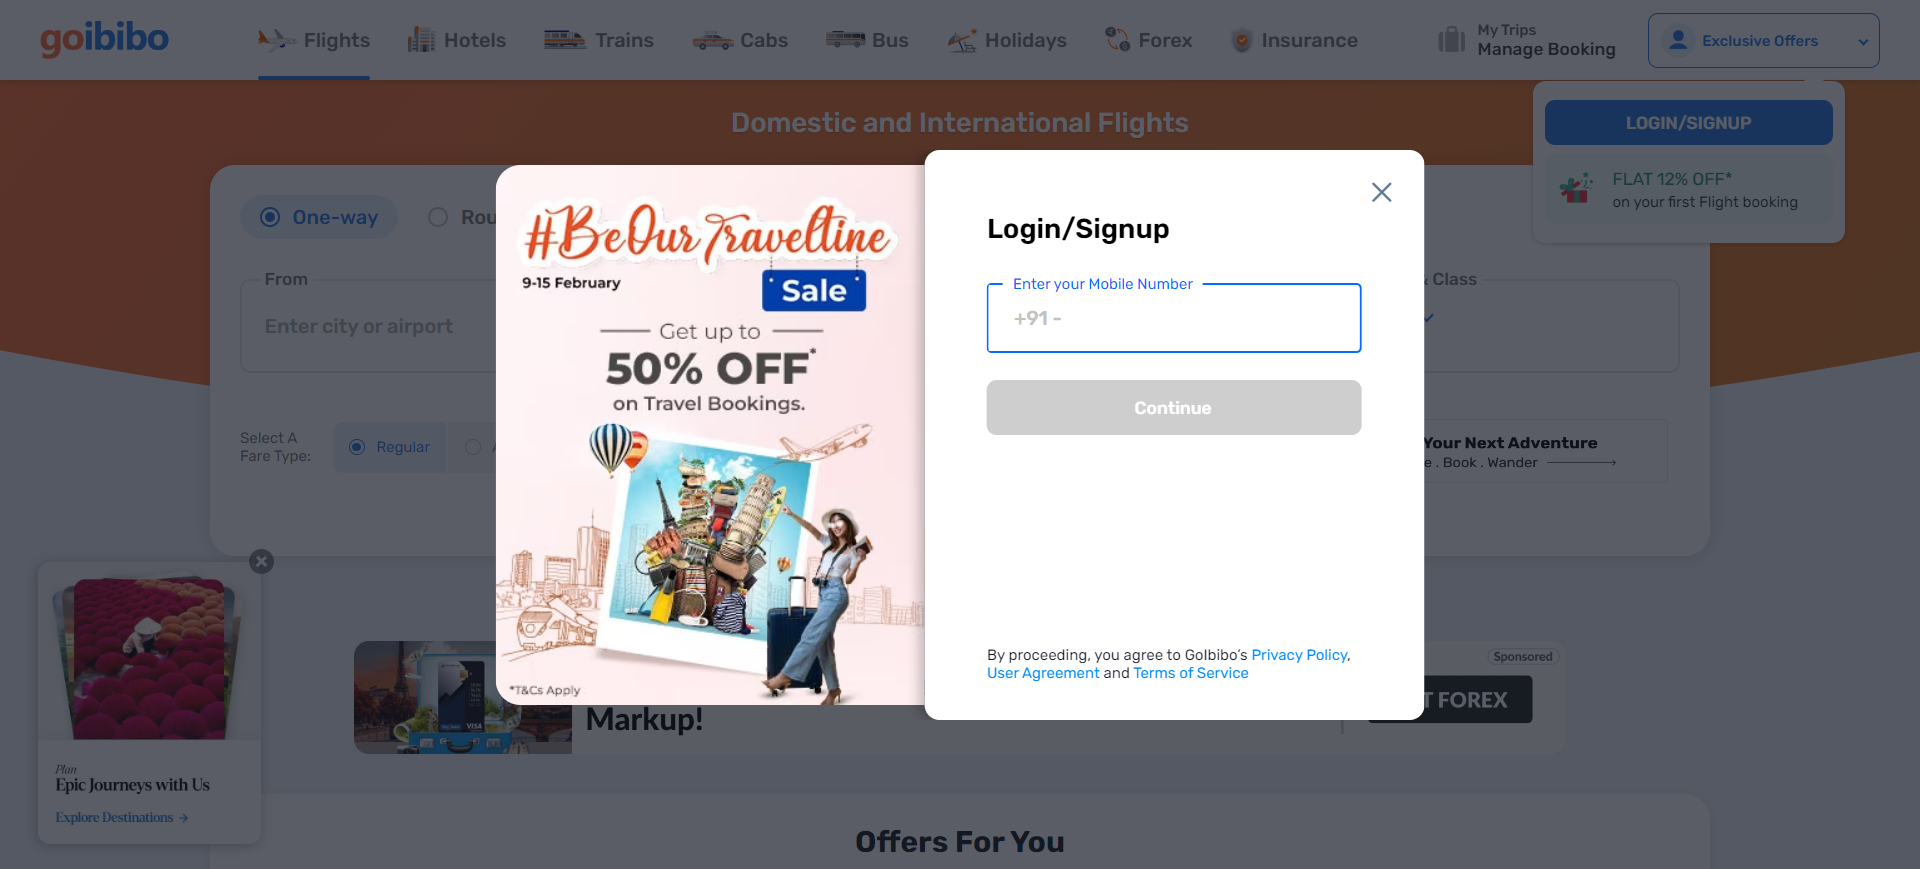 goibibo
Flights
Hotels
Trains
Cabs
Bus
Holidays
Forex
Insurance
My Trips
Manage Booking
Exclusive Offers
LOGIN/SIGNUP
FLAT 12% OFF*
on your first Flight booking
Domestic and International Flights
One-way
Rou
From
Enter city or airport
& Class
Select A
Fare Type:
Regular
Your Next Adventure
e . Book . Wander
#BeOurTraveltine
9-15 February
Sale
Get up to
50% OFF*
on Travel Bookings.
*T&Cs Apply
Login/Signup
Enter your Mobile Number
+91 -
Continue
By proceeding, you agree to GoIbibo's Privacy Policy,
User Agreement and Terms of Service
Plan
Epic Journeys with Us
Explore Destinations →
VISA
Markup!
Sponsored
T FOREX
Offers For You